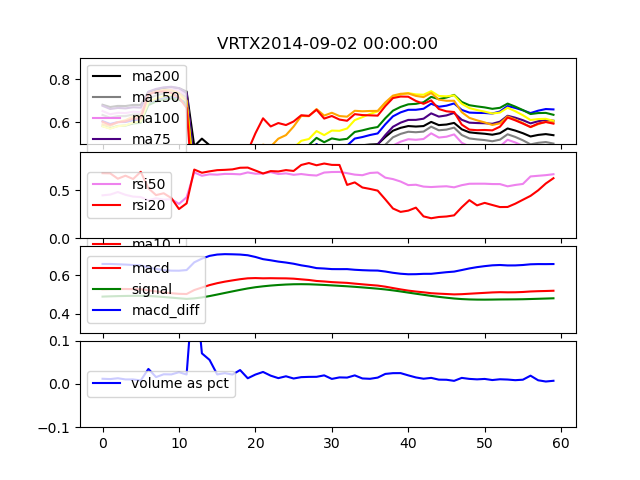 VRTX2014-09-02 00:00:00
0.8
0.6
ma200
ma150
ma100
ma75
0.5
0.0
rsi50
rsi20
ma10
0.6
0.4
macd
signal
macd_diff
0.1
0.0
−0.1
volume as pct
0 10 20 30 40 50 60